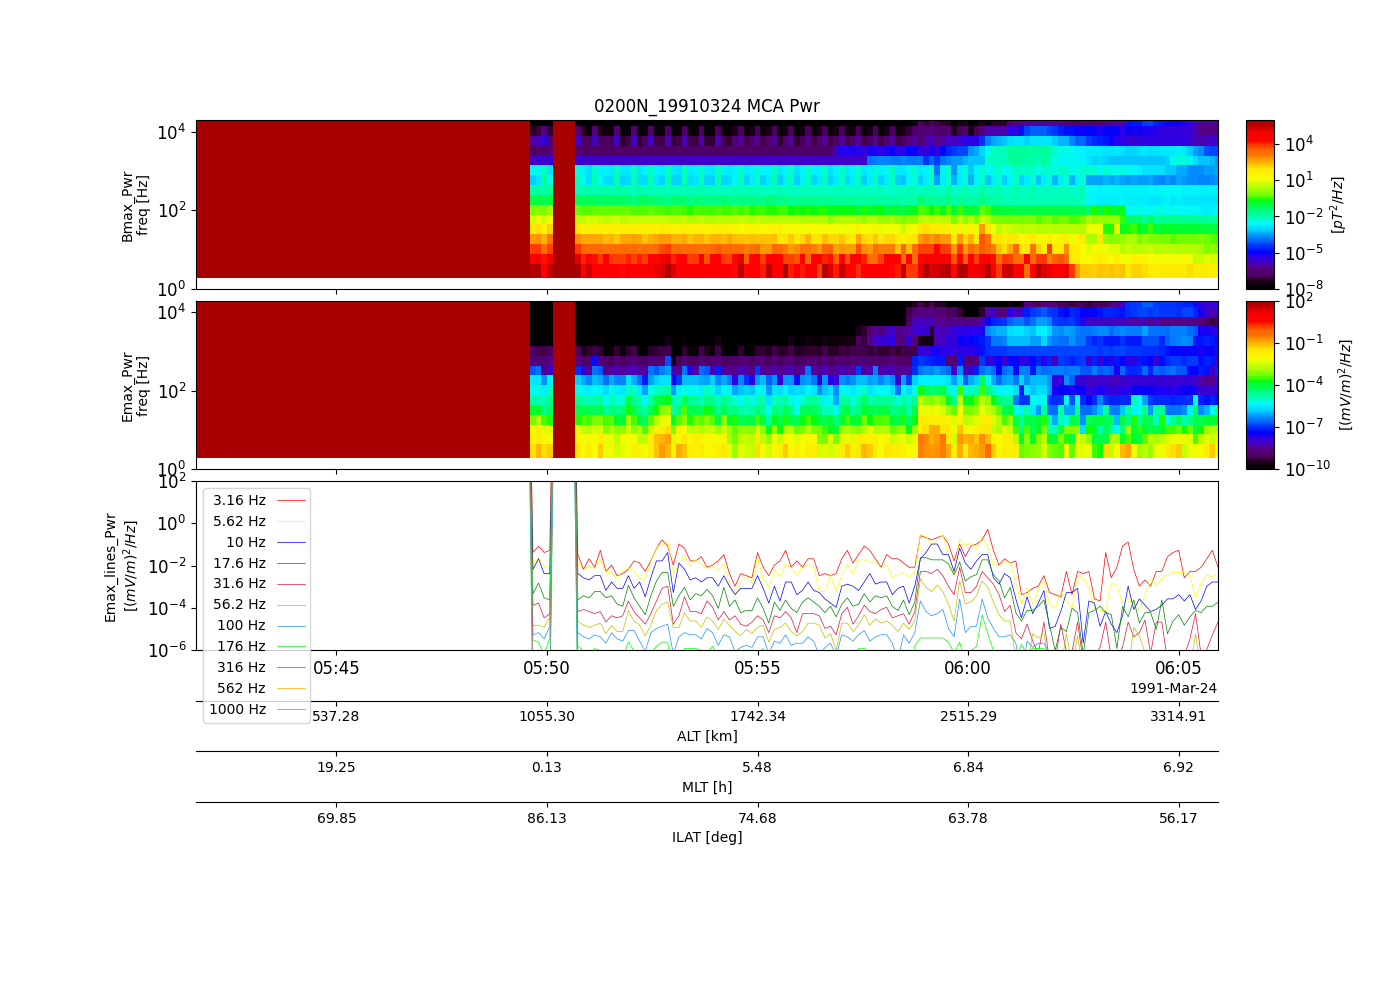 0200N_19910324 MCA Pwr
Bmax_Pwr
freq [Hz]
10^4
10^2
10^0
10^4
10^1
10^-2
10^-5
10^-8
[pT^2/Hz]
Emax_Pwr
freq [Hz]
10^4
10^2
10^0
10^2
10^-1
10^-4
10^-7
10^-10
[(mV/m)^2/Hz]
Emax_lines_Pwr
[(mV/m)^2/Hz]
10^2
10^0
10^-2
10^-4
10^-6
3.16 Hz
5.62 Hz
10 Hz
17.6 Hz
31.6 Hz
56.2 Hz
100 Hz
176 Hz
316 Hz
562 Hz
1000 Hz
05:45 05:50 05:55 06:00 06:05
1991-Mar-24
537.28 1055.30 1742.34 2515.29 3314.91
ALT [km]
19.25 0.13 5.48 6.84 6.92
MLT [h]
69.85 86.13 74.68 63.78 56.17
ILAT [deg]